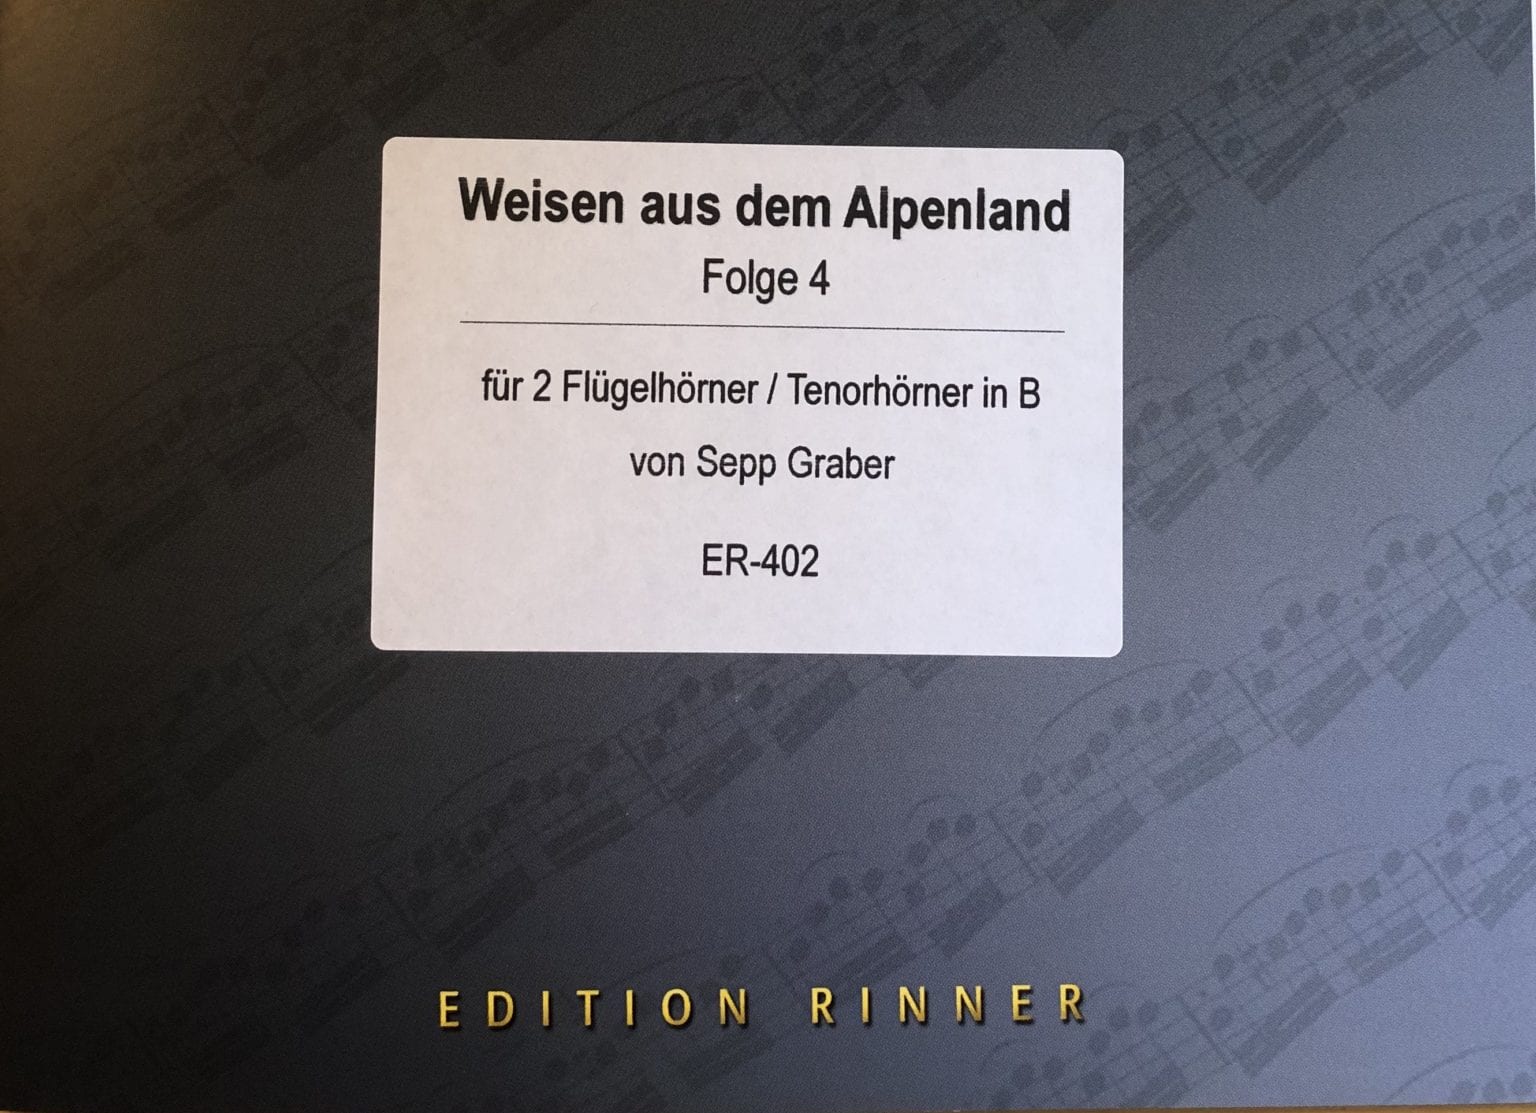 Weisen aus dem Alpenland
Folge 4
für 2 Flügelhörner / Tenorhörner in B
von Sepp Graber
ER-402
EDITION RINNER